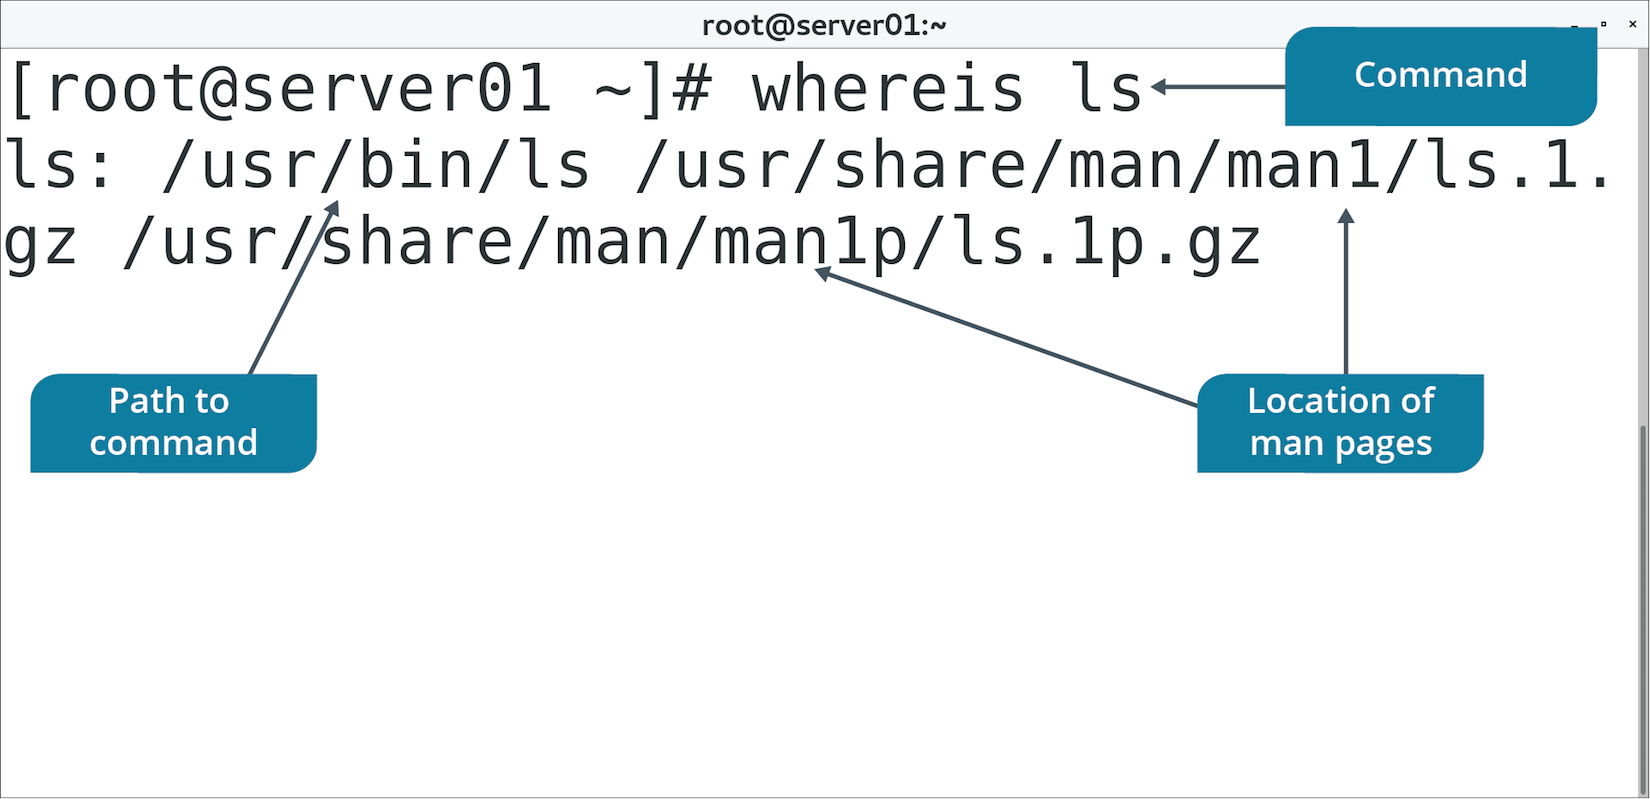 root@server01:~
[root@server01 ~]# whereis ls
Command
ls: /usr/bin/ls /usr/share/man/man1/ls.1.
gz /usr/share/man/man1p/ls.1p.gz
Path to
command
Location of
man pages